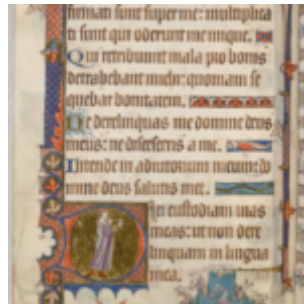 firmati sunt super me: multiplica
ti sunt qui oderunt me inique.
Qui retribuunt mala pro bonis
detrahebant michi: quoniam se
quebar bonitatem.
Ne derelinquas me domine deus
meus: ne discesseris a me.
Intende in adiutorium meum: do
mine deus salutis mee.
ixi custodiam uias
meas: ut non dere
linquam in lingua
mea.